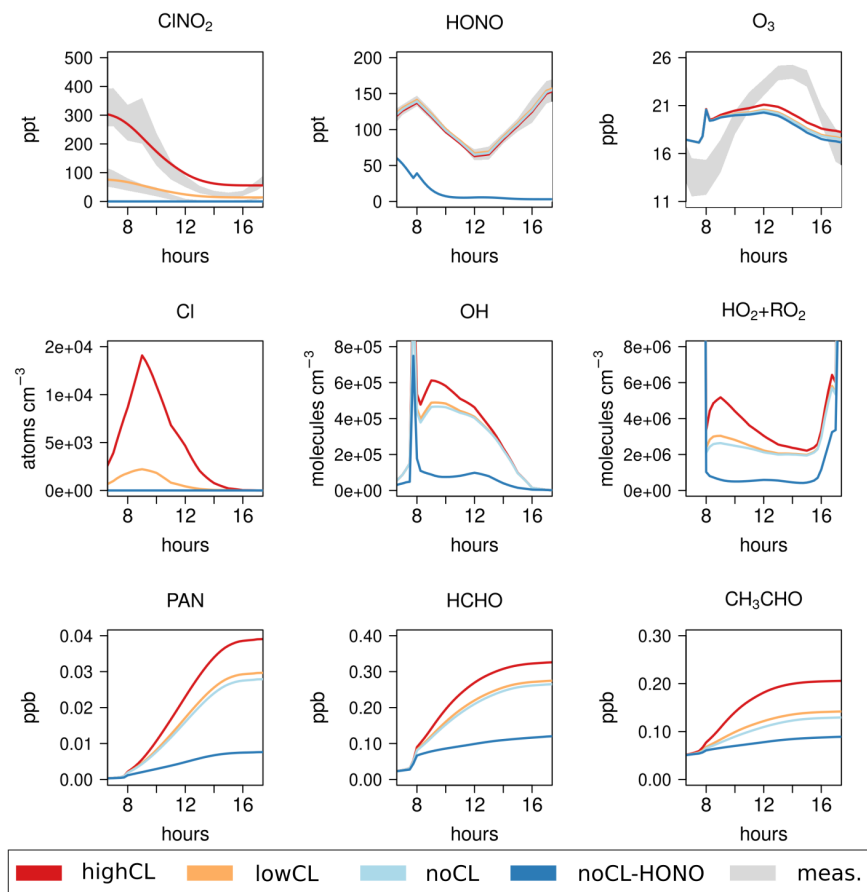 ClNO₂ HONO O₃
500 200 26
400 150 21
300 100
200 50 16
100
0 0 11
ppt ppt ppb
8 12 16 8 12 16 8 12 16
hours hours hours
Cl OH HO₂+RO₂
2e+04 8e+05 8e+06
1e+04 6e+05 6e+06
4e+05 4e+06
5e+03 2e+05 2e+06
0e+00 0e+00 0e+00
atoms cm⁻³ molecules cm⁻³ molecules cm⁻³
8 12 16 8 12 16 8 12 16
hours hours hours
PAN HCHO CH₃CHO
0.04 0.40 0.30
0.03 0.30 0.20
0.02 0.20
0.01 0.10 0.10
0.00 0.00 0.00
ppb ppb ppb
8 12 16 8 12 16 8 12 16
hours hours hours
highCL lowCL noCL noCL-HONO meas.